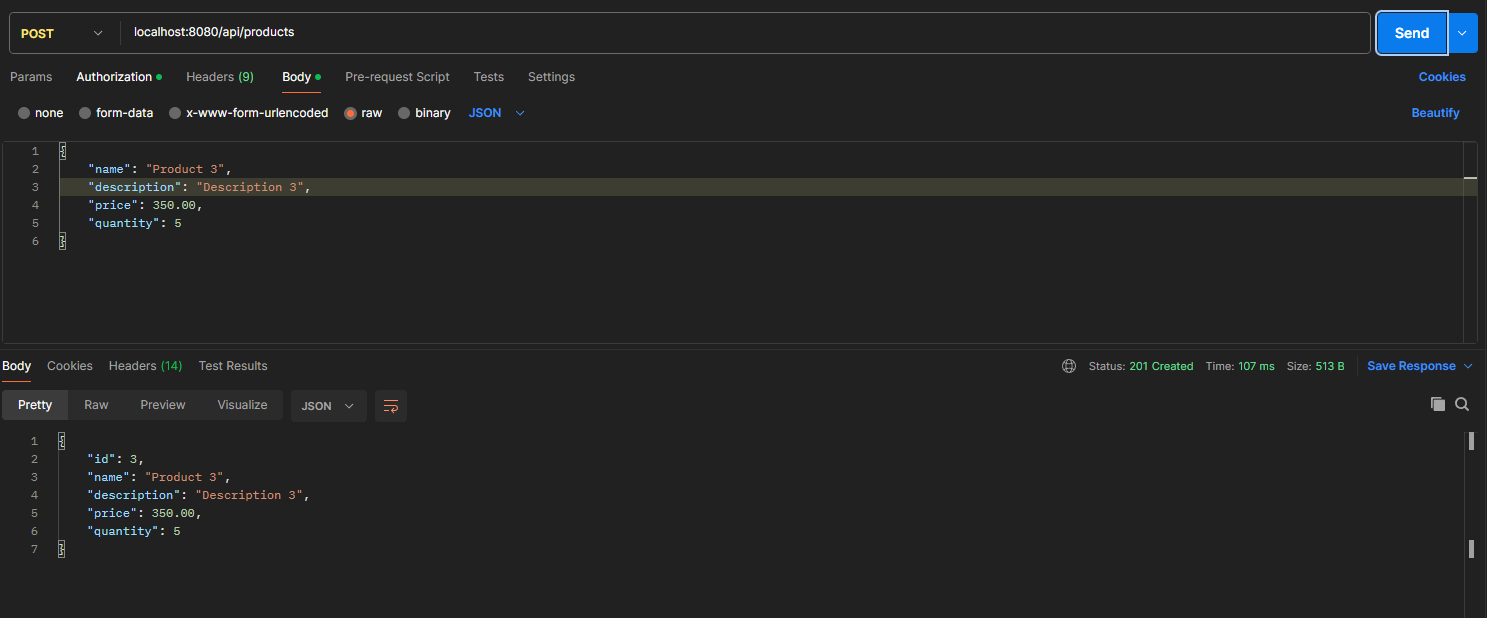 POST localhost:8080/api/products Send
Params Authorization Headers (9) Body Pre-request Script Tests Settings Cookies
none form-data x-www-form-urlencoded raw binary JSON Beautify
1 {
2 "name": "Product 3",
3 "description": "Description 3",
4 "price": 350.00,
5 "quantity": 5
6 }
Body Cookies Headers (14) Test Results Status: 201 Created Time: 107 ms Size: 513 B Save Response
Pretty Raw Preview Visualize JSON
1 {
2 "id": 3,
3 "name": "Product 3",
4 "description": "Description 3",
5 "price": 350.00,
6 "quantity": 5
7 }